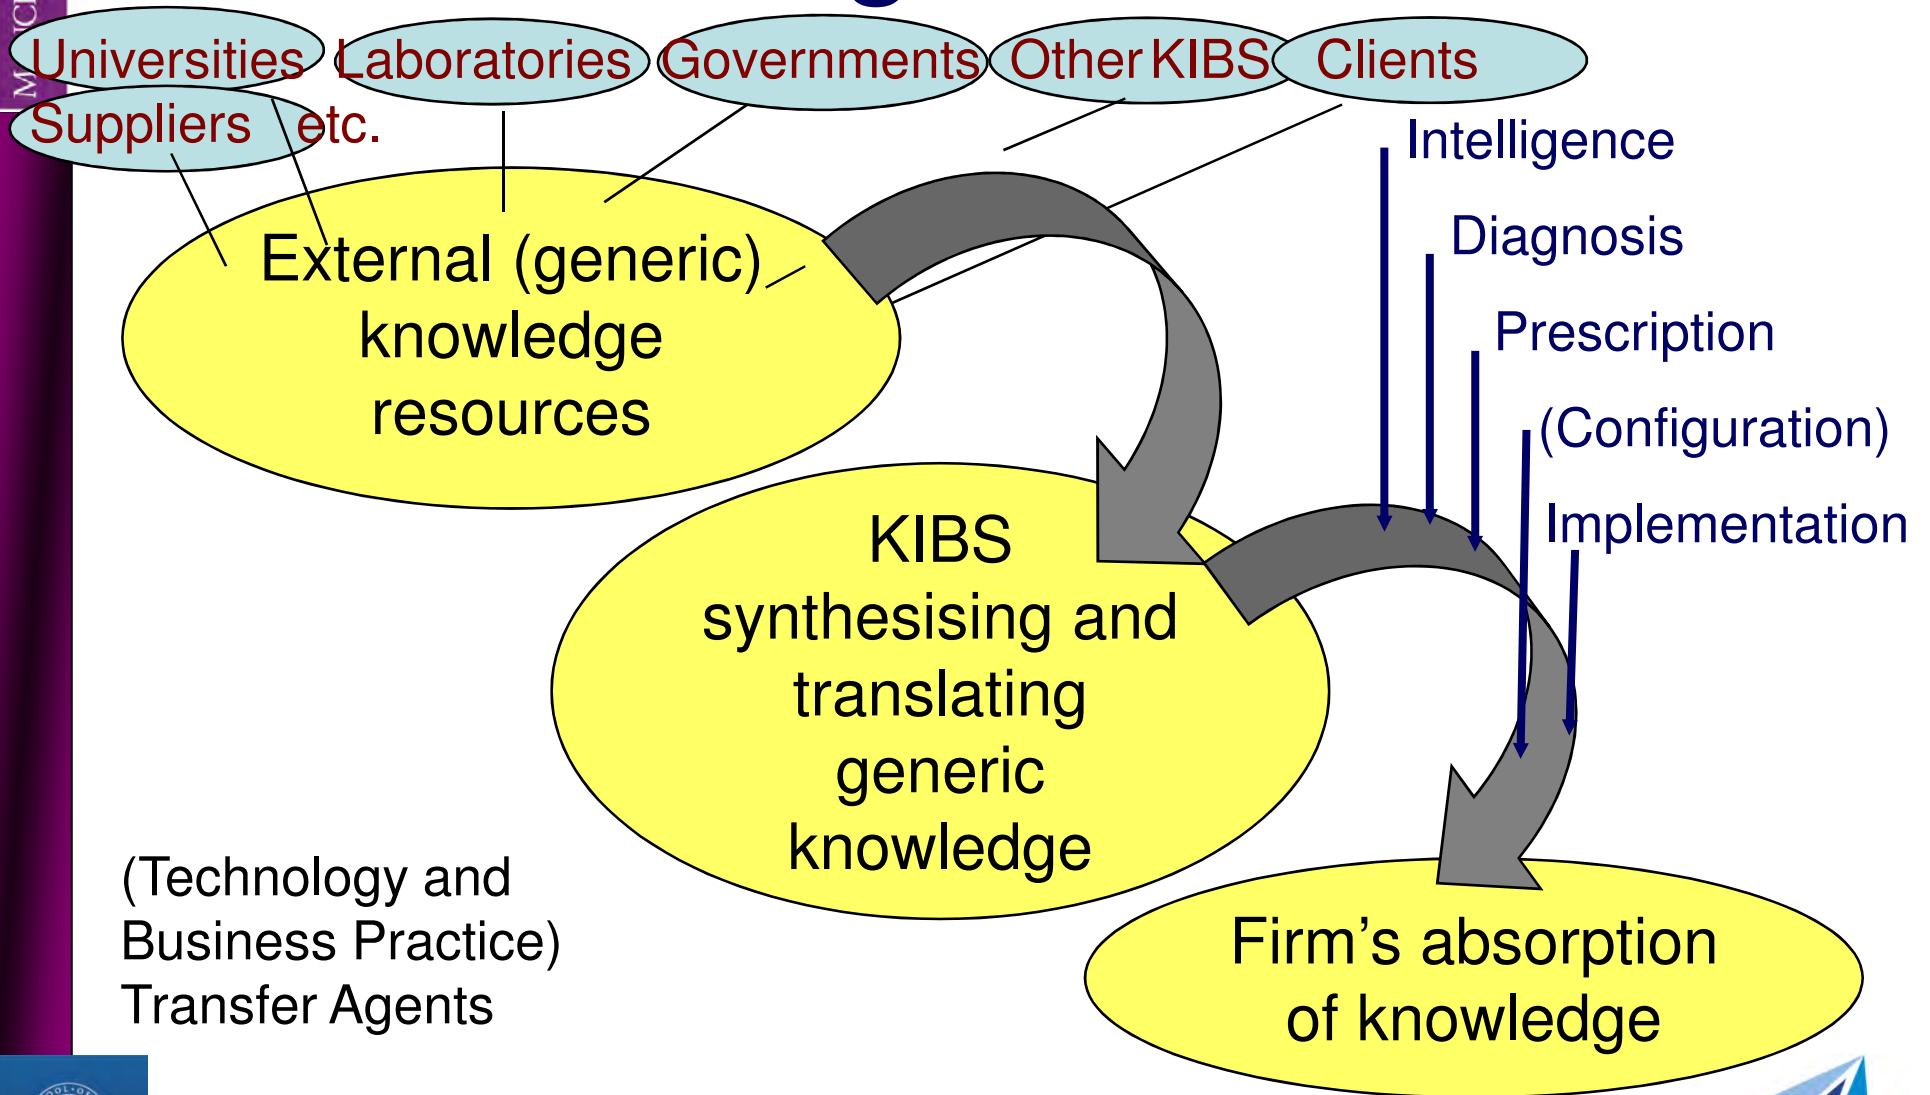 Universities Laboratories Governments Other KIBS Clients
Suppliers etc.
Intelligence
Diagnosis
Prescription
(Configuration)
Implementation
External (generic)
knowledge
resources
KIBS
synthesising and
translating
generic
knowledge
(Technology and
Business Practice)
Transfer Agents
Firm's absorption
of knowledge